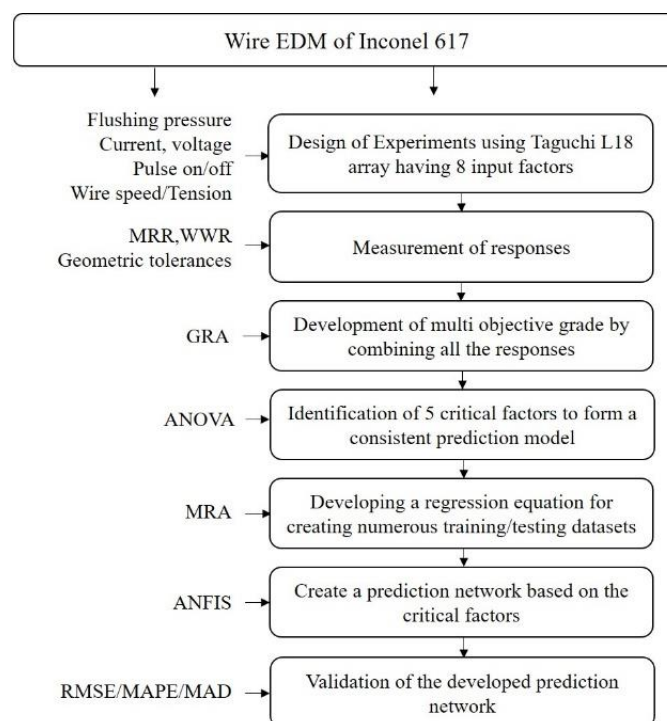 Wire EDM of Inconel 617
Flushing pressure
Current, voltage
Pulse on/off
Wire speed/Tension
Design of Experiments using Taguchi L18
array having 8 input factors
MRR,WWR
Geometric tolerances
Measurement of responses
GRA
Development of multi objective grade by
combining all the responses
ANOVA
Identification of 5 critical factors to form a
consistent prediction model
MRA
Developing a regression equation for
creating numerous training/testing datasets
ANFIS
Create a prediction network based on the
critical factors
RMSE/MAPE/MAD
Validation of the developed prediction
network